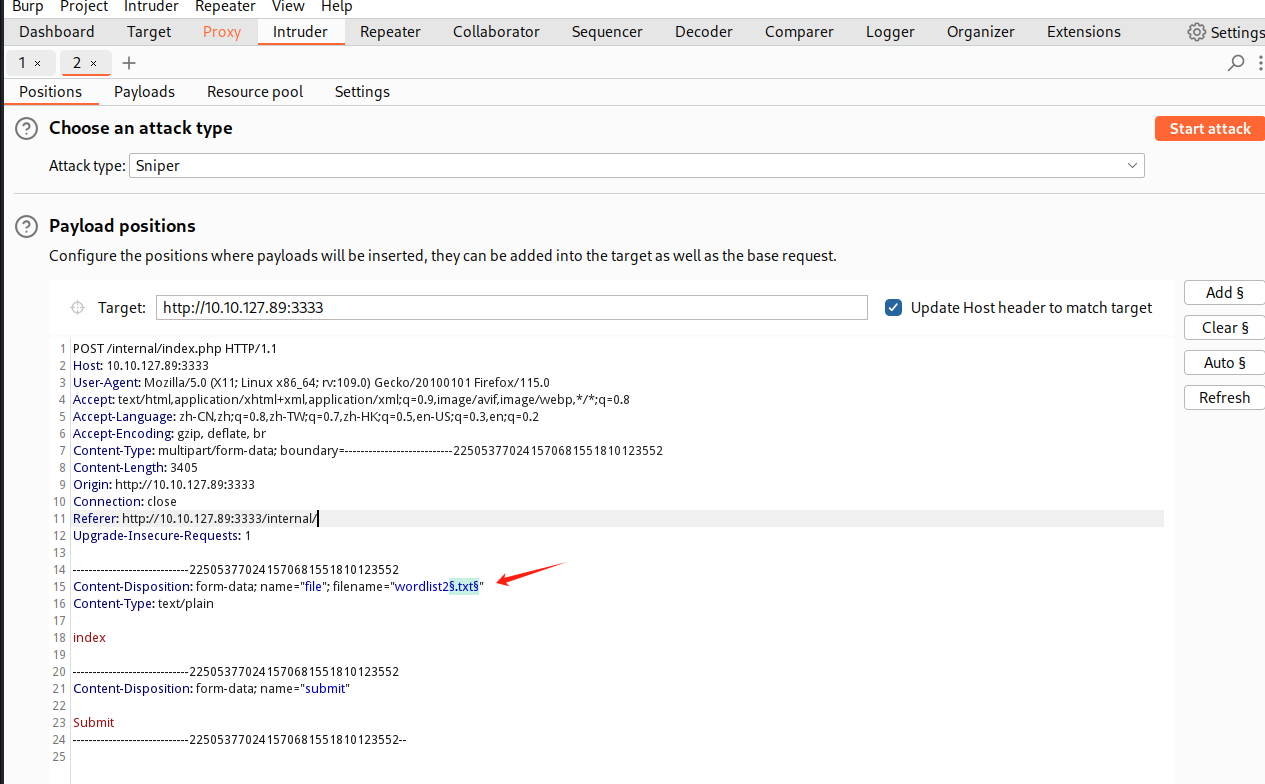 Burp Project Intruder Repeater View Help
Dashboard Target Proxy Intruder Repeater Collaborator Sequencer Decoder Comparer Logger Organizer Extensions Settings
1 × 2 × +
Positions Payloads Resource pool Settings
? Choose an attack type
Start attack
Attack type: Sniper
? Payload positions
Configure the positions where payloads will be inserted, they can be added into the target as well as the base request.
Target: http://10.10.127.89:3333 Update Host header to match target
Add §
Clear §
Auto §
Refresh
1 POST /internal/index.php HTTP/1.1
2 Host: 10.10.127.89:3333
3 User-Agent: Mozilla/5.0 (X11; Linux x86_64; rv:109.0) Gecko/20100101 Firefox/115.0
4 Accept: text/html,application/xhtml+xml,application/xml;q=0.9,image/avif,image/webp,*/*;q=0.8
5 Accept-Language: zh-CN,zh;q=0.8,zh-TW;q=0.7,zh-HK;q=0.5,en-US;q=0.3,en;q=0.2
6 Accept-Encoding: gzip, deflate, br
7 Content-Type: multipart/form-data; boundary=---------------------------225053770241570681551810123552
8 Content-Length: 3405
9 Origin: http://10.10.127.89:3333
10 Connection: close
11 Referer: http://10.10.127.89:3333/internal/
12 Upgrade-Insecure-Requests: 1
13
14 -----------------------------225053770241570681551810123552
15 Content-Disposition: form-data; name="file"; filename="wordlist2§.txt§"
16 Content-Type: text/plain
17
18 index
19
20 -----------------------------225053770241570681551810123552
21 Content-Disposition: form-data; name="submit"
22
23 Submit
24 -----------------------------225053770241570681551810123552--
25